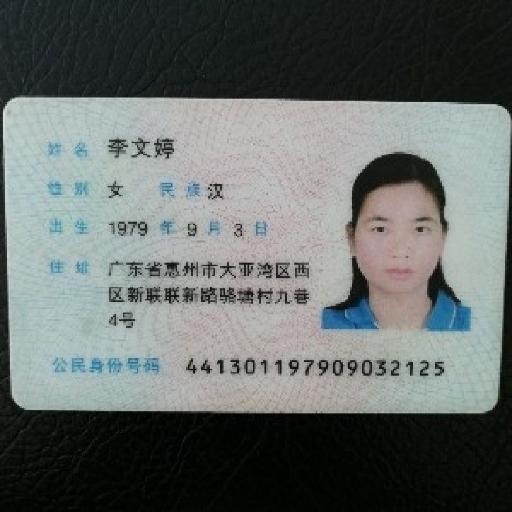 姓名 李文婷
性别 女 民族 汉
出生 1979 年 9 月 3 日
住址 广东省惠州市大亚湾区西
区新联联新路骆塘村九巷
4号
公民身份号码 441301197909032125